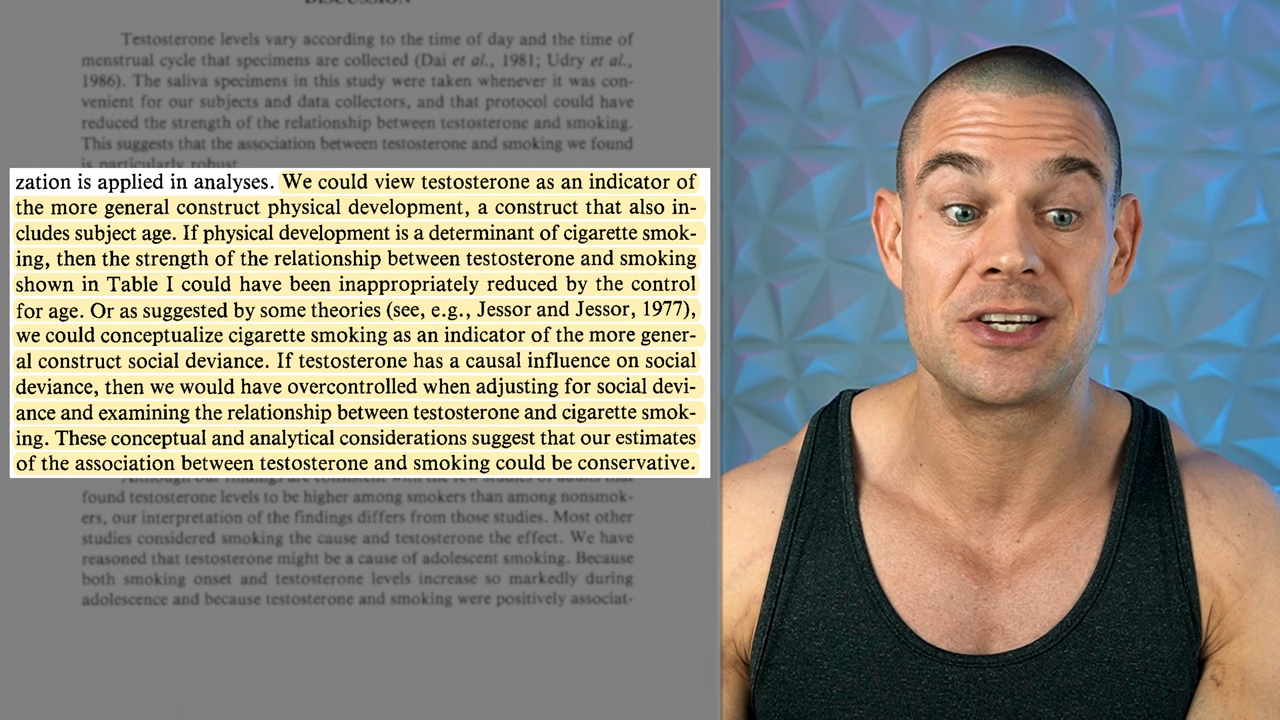 DISCUSSION
Testosterone levels vary according to the time of day and the time of
menstrual cycle that specimens are collected (Dai et al., 1981; Udry et al.,
1986). The saliva specimens in this study were taken whenever it was con-
venient for our subjects and data collectors, and that protocol could have
reduced the strength of the relationship between testosterone and smoking.
This suggests that the association between testosterone and smoking we found
is particularly robust
zation is applied in analyses. We could view testosterone as an indicator of
the more general construct physical development, a construct that also in-
cludes subject age. If physical development is a determinant of cigarette smok-
ing, then the strength of the relationship between testosterone and smoking
shown in Table I could have been inappropriately reduced by the control
for age. Or as suggested by some theories (see, e.g., Jessor and Jessor, 1977),
we could conceptualize cigarette smoking as an indicator of the more gener-
al construct social deviance. If testosterone has a causal influence on social
deviance, then we would have overcontrolled when adjusting for social devi-
ance and examining the relationship between testosterone and cigarette smok-
ing. These conceptual and analytical considerations suggest that our estimates
of the association between testosterone and smoking could be conservative.
found testosterone levels to be higher among smokers than among nonsmok-
ers, our interpretation of the findings differs from those studies. Most other
studies considered smoking the cause and testosterone the effect. We have
reasoned that testosterone might be a cause of adolescent smoking. Because
both smoking onset and testosterone levels increase so markedly during
adolescence and because testosterone and smoking were positively associat-